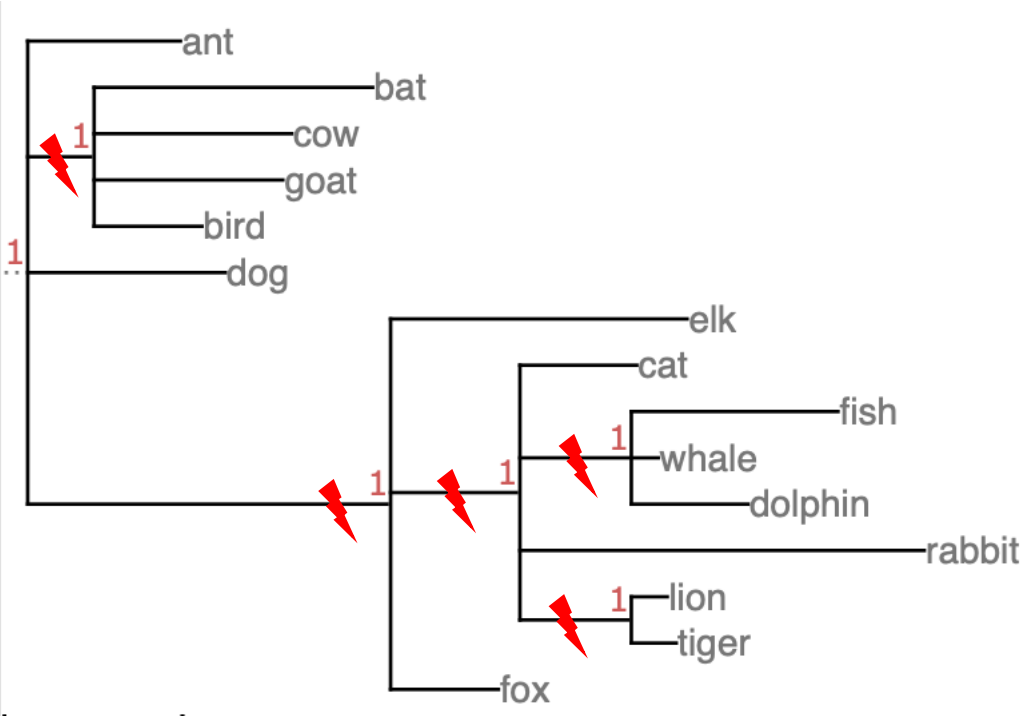 ant
bat
1
cow
goat
bird
1
dog
elk
cat
fish
1
whale
1
1
dolphin
rabbit
1
lion
tiger
fox